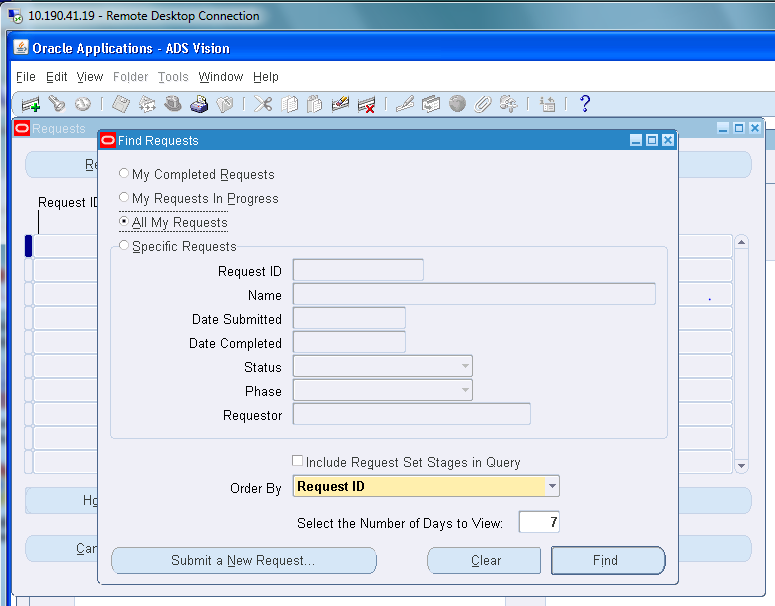 10.190.41.19 - Remote Desktop Connection
Oracle Applications - ADS Vision
File Edit View Folder Tools Window Help
Requests
Find Requests
My Completed Requests
My Requests In Progress
Request ID
All My Requests
Specific Requests
Request ID
Name
Date Submitted
Date Completed
Status
Phase
Requestor
Include Request Set Stages in Query
Order By Request ID
Select the Number of Days to View: 7
Submit a New Request... Clear Find